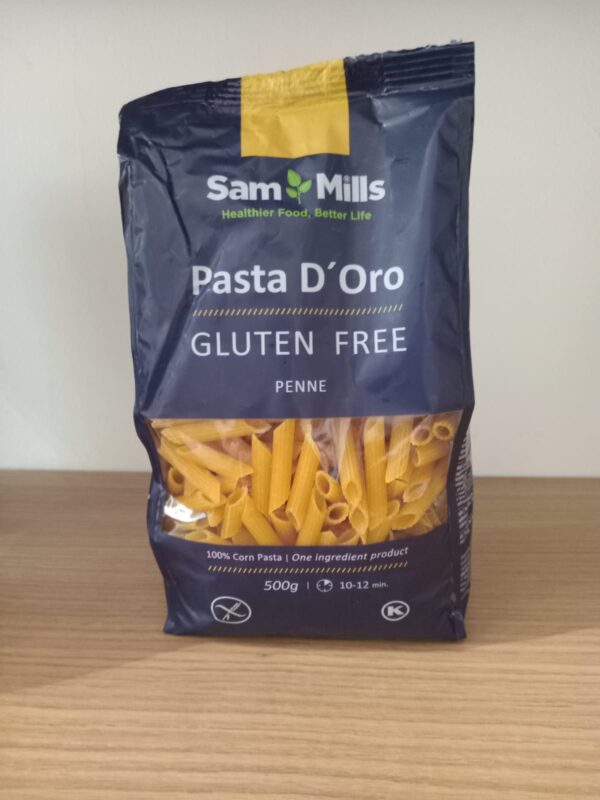 Sam Mills
Healthier Food, Better Life
Pasta D´Oro
GLUTEN FREE
PENNE
100% Corn Pasta | One ingredient product
500g | 10-12 min.
K